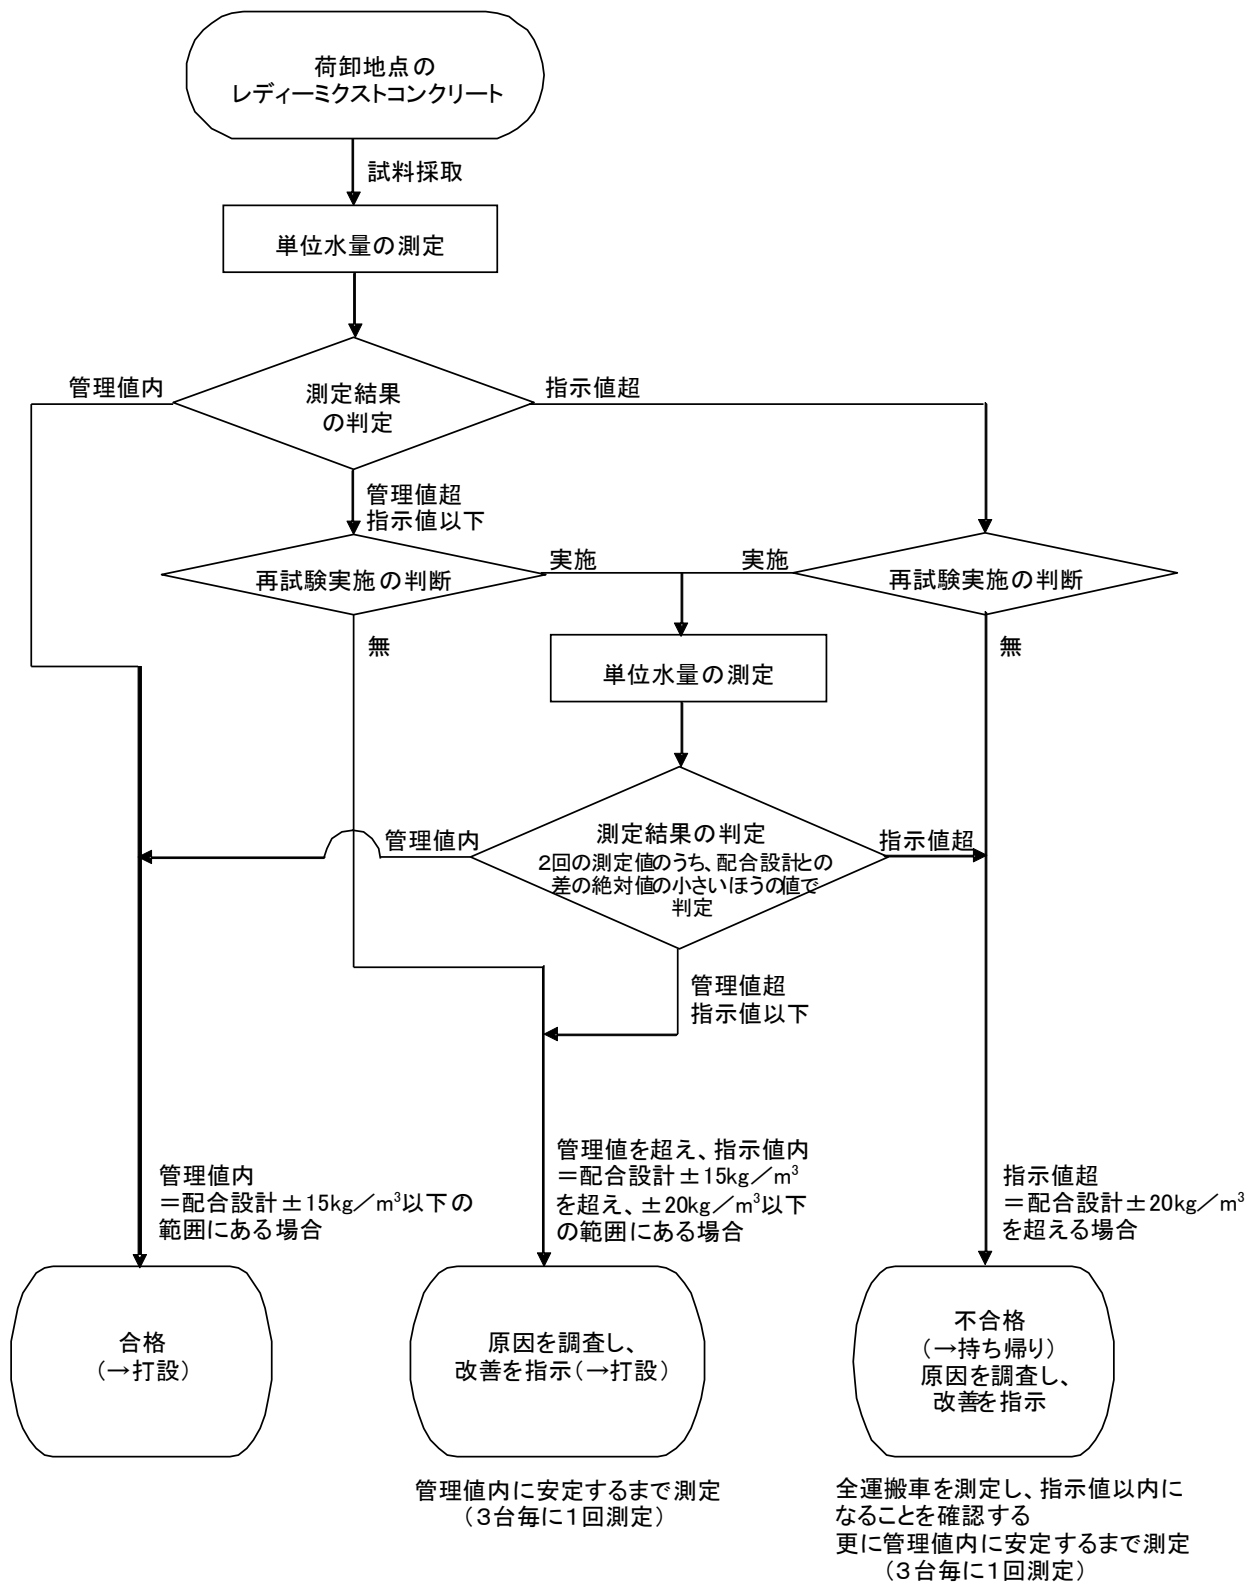 荷卸地点の
レディーミクストコンクリート
試料採取
単位水量の測定
管理値内
測定結果
の判定
指示値超
管理値超
指示値以下
再試験実施の判断
実施
実施
再試験実施の判断
無
無
単位水量の測定
管理値内
測定結果の判定
2回の測定値のうち、配合設計との
差の絶対値の小さいほうの値で
判定
指示値超
管理値超
指示値以下
管理値内
=配合設計±15kg/m³以下の
範囲にある場合
管理値を超え、指示値内
=配合設計±15kg/m³
を超え、±20kg/m³以下
の範囲にある場合
指示値超
=配合設計±20kg/m³
を超える場合
合格
(→打設)
原因を調査し、
改善を指示(→打設)
不合格
(→持ち帰り)
原因を調査し、
改善を指示
管理値内に安定するまで測定
(3台毎に1回測定)
全運搬車を測定し、指示値以内に
なることを確認する
更に管理値内に安定するまで測定
(3台毎に1回測定)